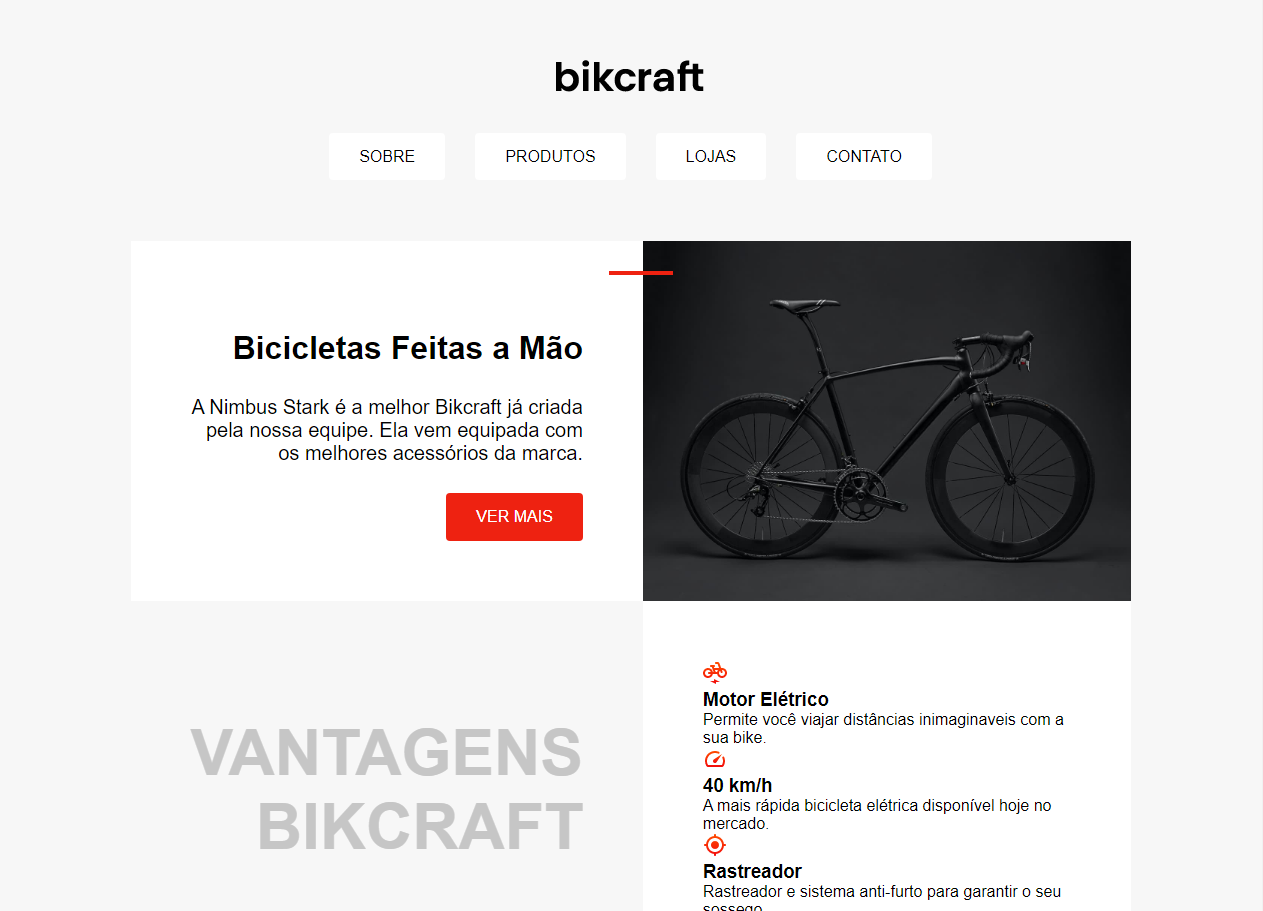 bikcraft
SOBRE
PRODUTOS
LOJAS
CONTATO
Bicicletas Feitas a Mão
A Nimbus Stark é a melhor Bikcraft já criada
pela nossa equipe. Ela vem equipada com
os melhores acessórios da marca.
VER MAIS
VANTAGENS
BIKCRAFT
Motor Elétrico
Permite você viajar distâncias inimaginaveis com a
sua bike.
40 km/h
A mais rápida bicicleta elétrica disponível hoje no
mercado.
Rastreador
Rastreador e sistema anti-furto para garantir o seu
sossego.